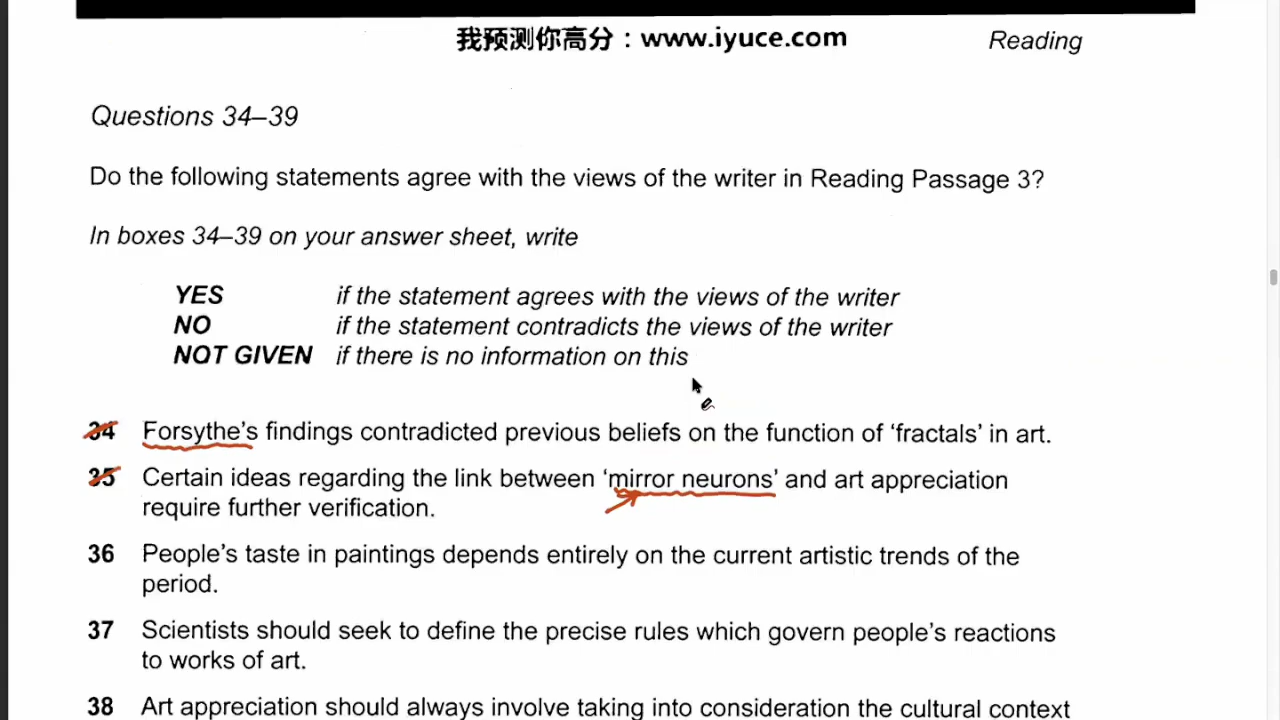 我预测你高分：www.iyuce.com
Reading
Questions 34–39
Do the following statements agree with the views of the writer in Reading Passage 3?
In boxes 34–39 on your answer sheet, write
YES if the statement agrees with the views of the writer
NO if the statement contradicts the views of the writer
NOT GIVEN if there is no information on this
34 Forsythe's findings contradicted previous beliefs on the function of 'fractals' in art.
35 Certain ideas regarding the link between 'mirror neurons' and art appreciation
require further verification.
36 People's taste in paintings depends entirely on the current artistic trends of the
period.
37 Scientists should seek to define the precise rules which govern people's reactions
to works of art.
38 Art appreciation should always involve taking into consideration the cultural context